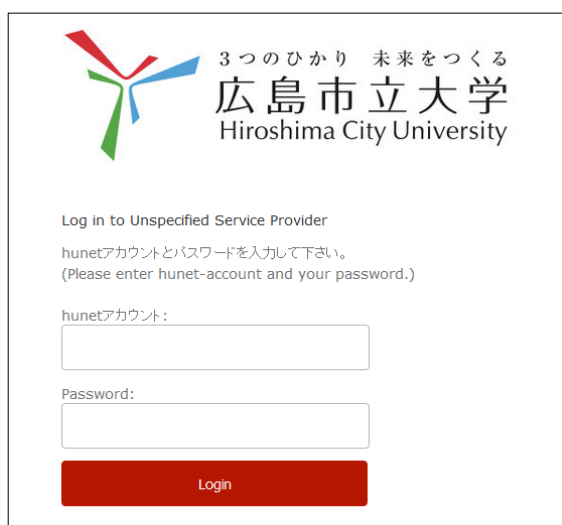 3つのひかり 未来をつくる
広島市立大学
Hiroshima City University
Log in to Unspecified Service Provider
hunetアカウントとパスワードを入力して下さい。
(Please enter hunet-account and your password.)
hunetアカウント:
Password:
Login